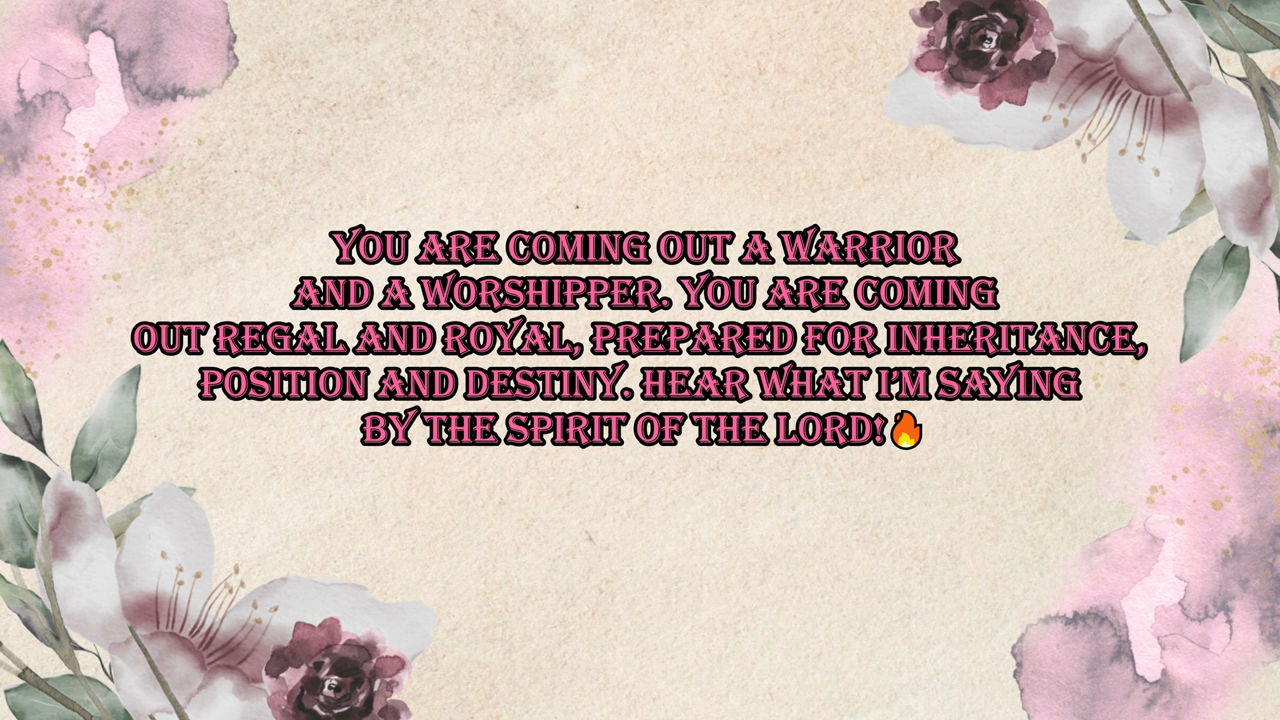 YOU ARE COMING OUT A WARRIOR
AND A WORSHIPPER. YOU ARE COMING
OUT REGAL AND ROYAL, PREPARED FOR INHERITANCE,
POSITION AND DESTINY. HEAR WHAT I'M SAYING
BY THE SPIRIT OF THE LORD!🔥